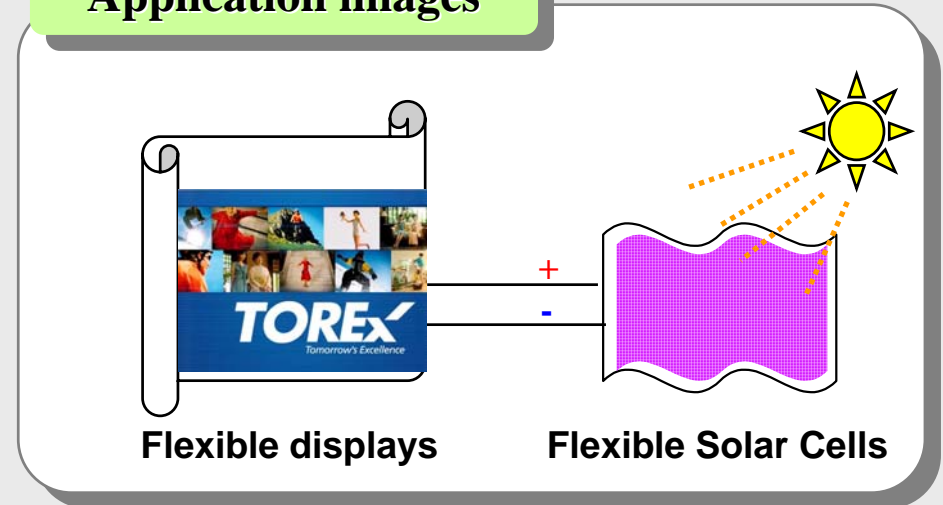 Application images
+
-
TOREX
Tomorrow's Excellence
Flexible displays
Flexible Solar Cells